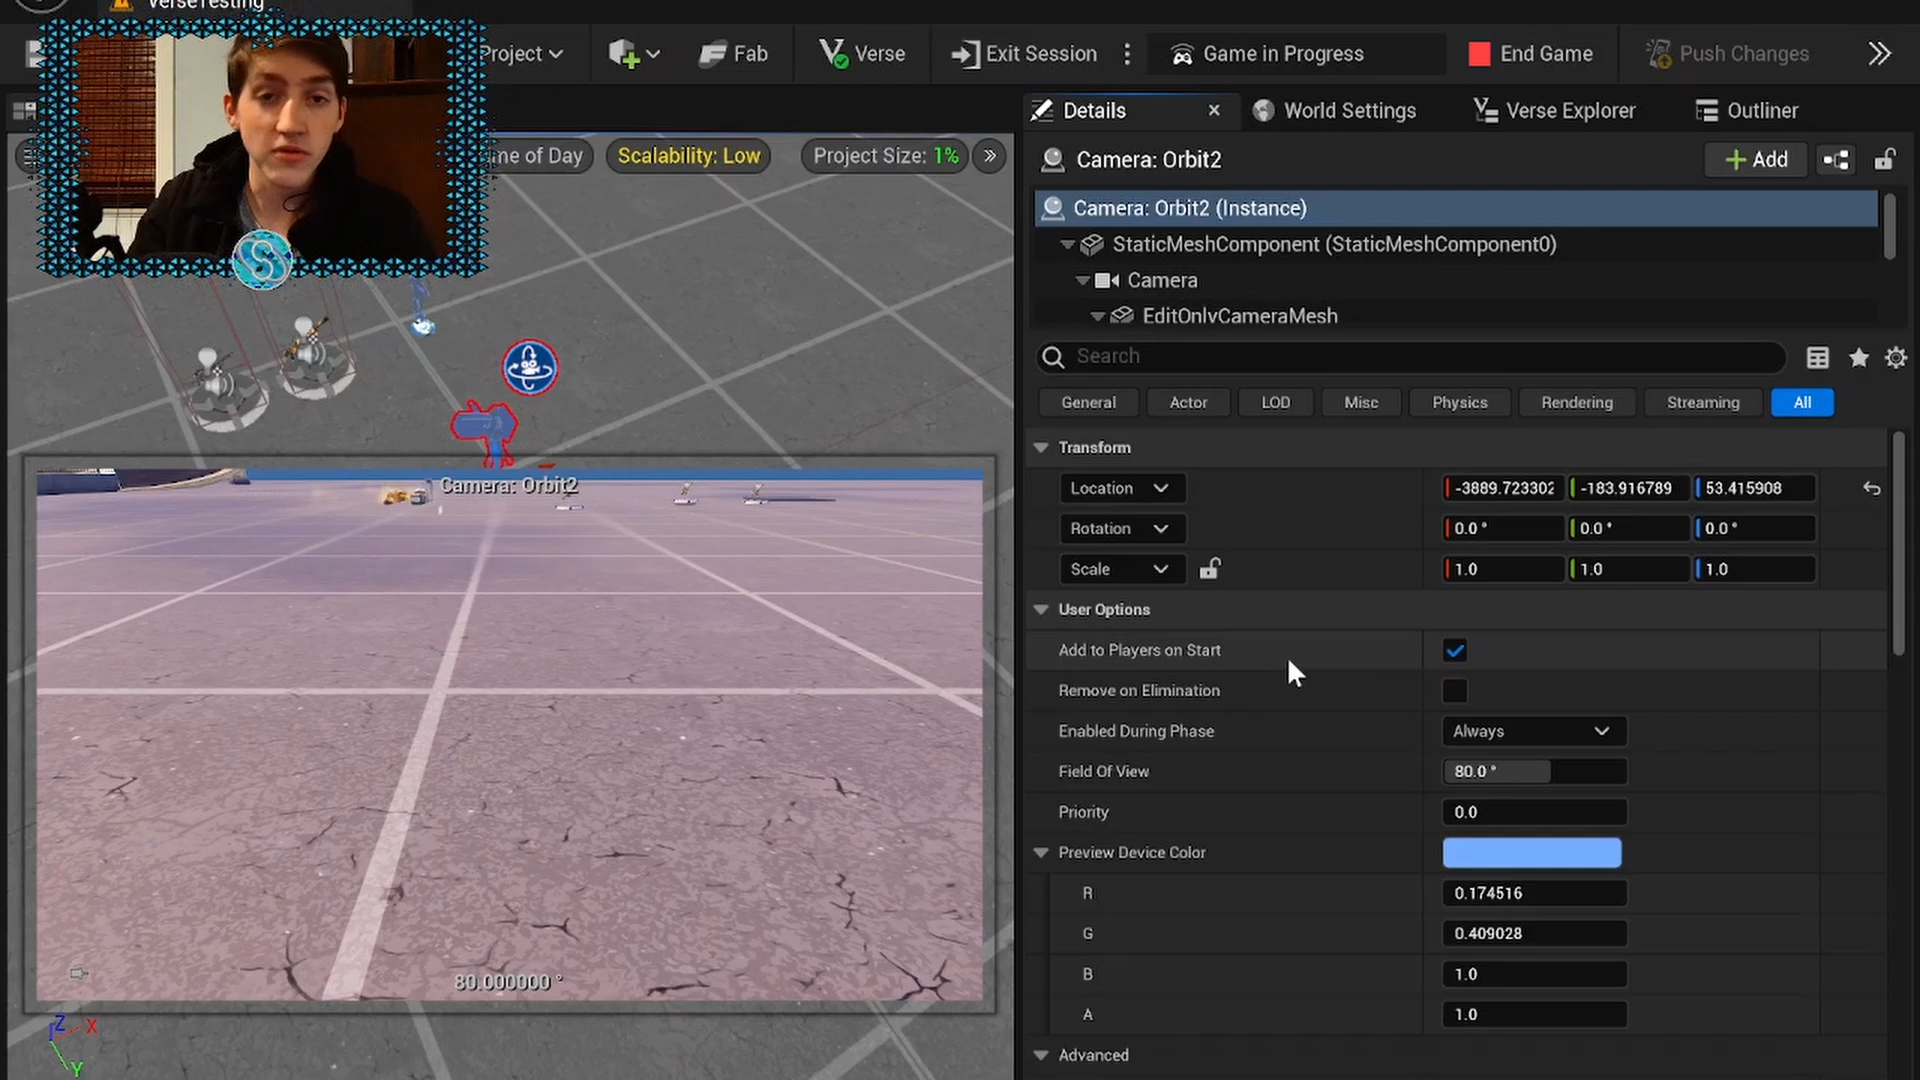 VerseTesting
Project
Fab
Verse
Exit Session
Game in Progress
End Game
Push Changes
Details
World Settings
Verse Explorer
Outliner
me of Day
Scalability: Low
Project Size: 1%
Camera: Orbit2
Add
Camera: Orbit2 (Instance)
StaticMeshComponent (StaticMeshComponent0)
Camera
EditOnlyCameraMesh
Search
General
Actor
LOD
Misc
Physics
Rendering
Streaming
All
Transform
Location
-3889.723302
-183.916789
53.415908
Rotation
0.0 °
0.0 °
0.0 °
Scale
1.0
1.0
1.0
User Options
Add to Players on Start
Remove on Elimination
Enabled During Phase
Always
Field Of View
80.0 °
Priority
0.0
Preview Device Color
R
0.174516
G
0.409028
B
1.0
A
1.0
Advanced
Camera: Orbit2
80.000000 °
Z
X
Y